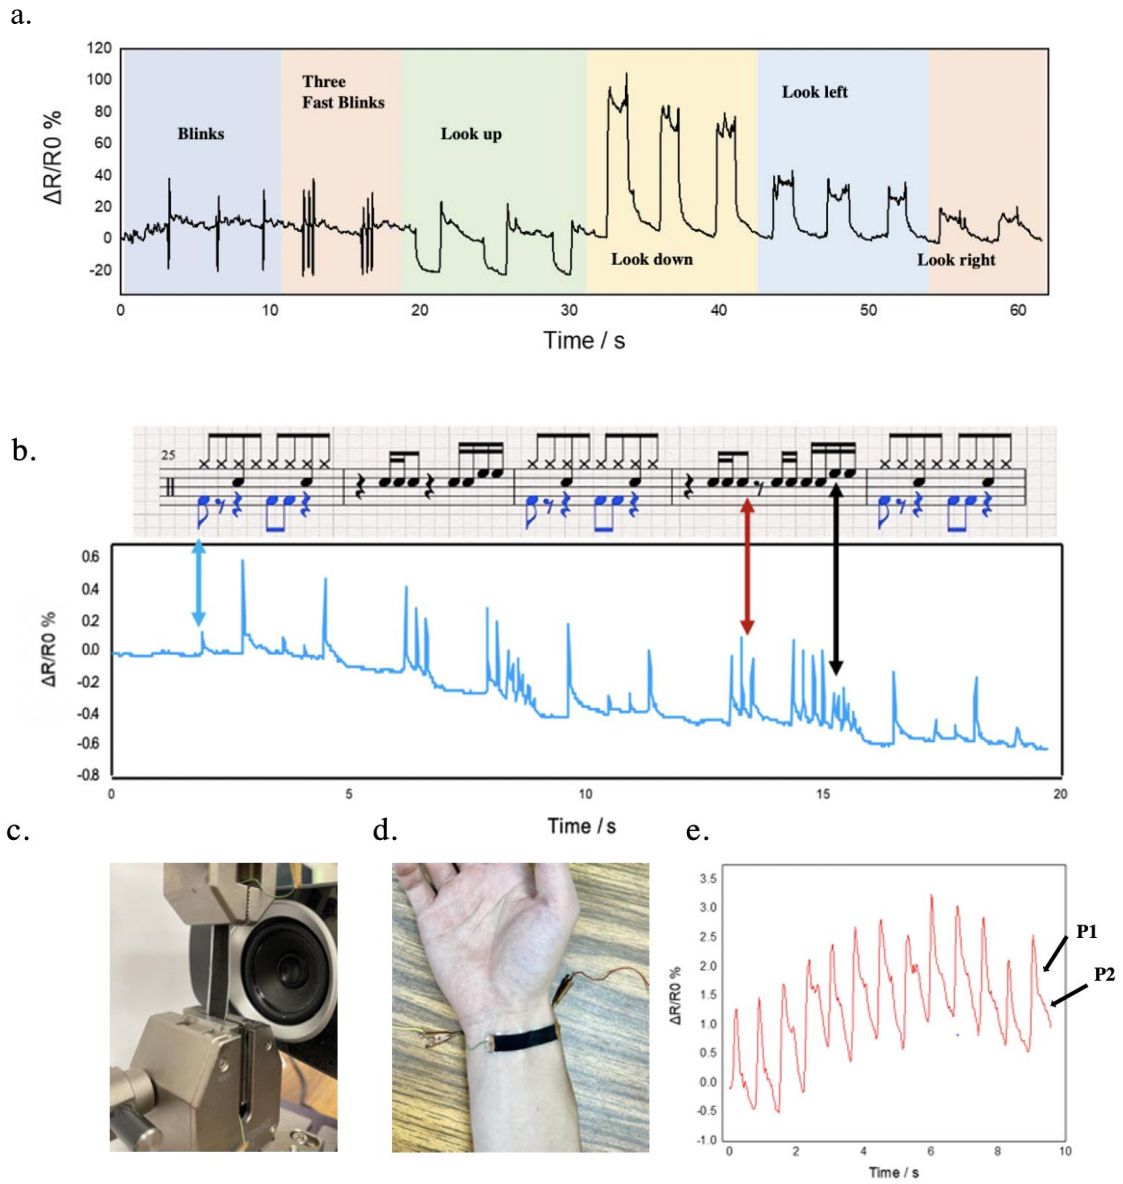 a.
120
100
80
60
40
20
0
-20
ΔR/R0 %
Blinks
Three
Fast Blinks
Look up
Look down
Look left
Look right
0 10 20 30 40 50 60
Time / s
b.
25
0.6
0.4
0.2
0.0
-0.2
-0.4
-0.6
-0.8
ΔR/R0 %
0 5 10 15 20
Time / s
c.
d.
e.
3.5
3.0
2.5
2.0
1.5
1.0
0.5
0.0
-0.5
-1.0
ΔR/R0 %
P1
P2
0 2 4 6 8 10
Time / s